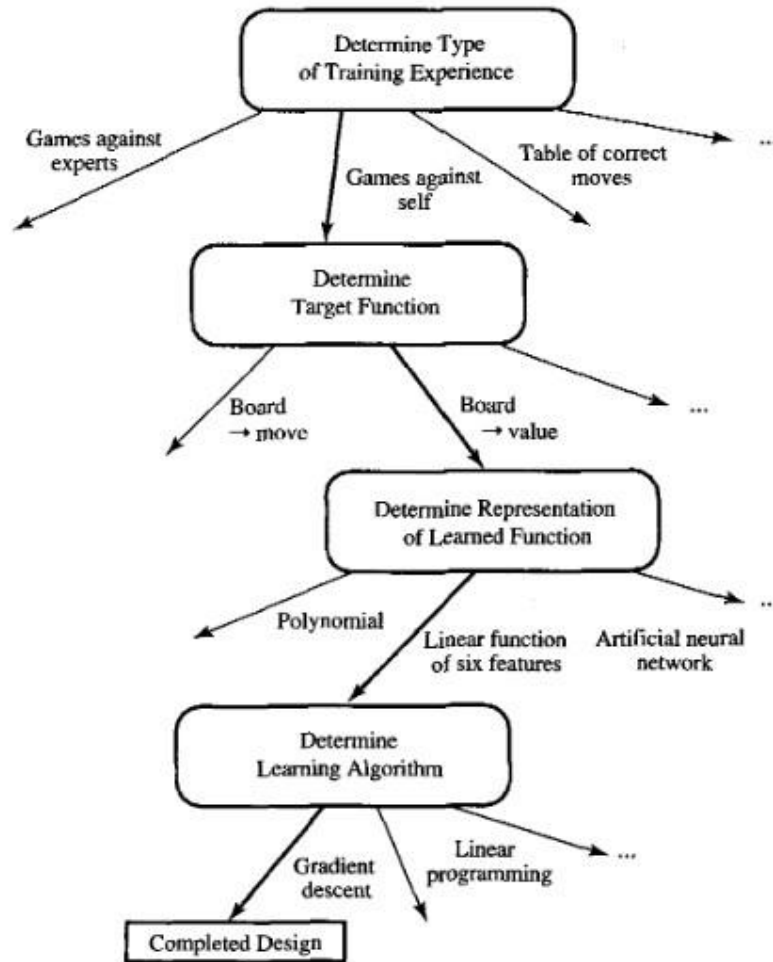 Determine Type
of Training Experience
Games against
experts
Games against
self
Table of correct
moves
..
Determine
Target Function
Board
→ move
Board
→ value
...
Determine Representation
of Learned Function
Polynomial
Linear function
of six features
Artificial neural
network
..
Determine
Learning Algorithm
Gradient
descent
Linear
programming
...
Completed Design